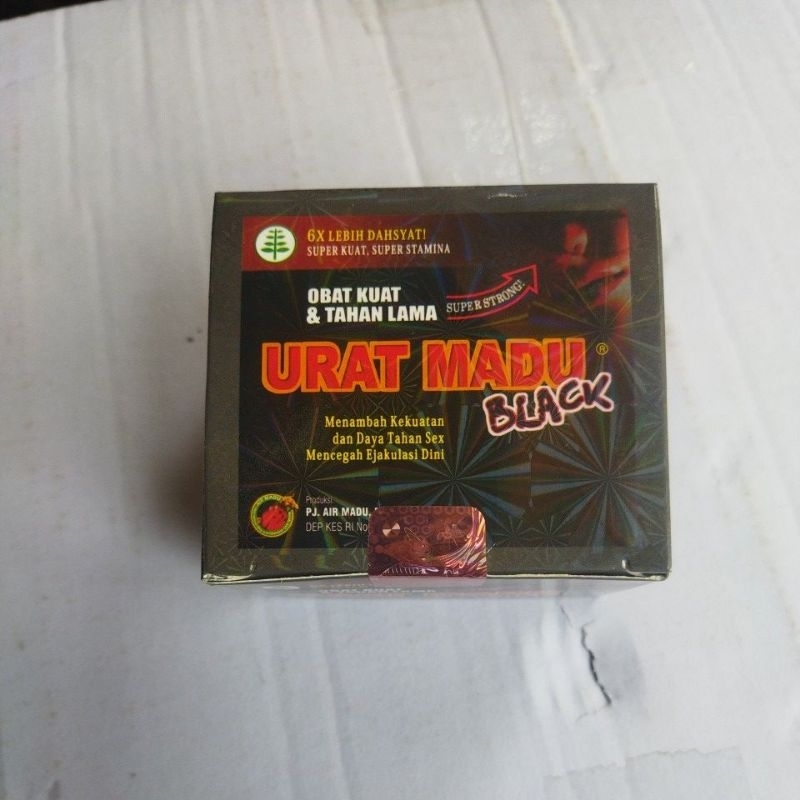 6X LEBIH DAHSYAT!
SUPER KUAT, SUPER STAMINA
OBAT KUAT
& TAHAN LAMA
SUPER STRONG!
URAT MADU ®
BLACK
Menambah Kekuatan
dan Daya Tahan Sex
Mencegah Ejakulasi Dini
Produksi
PJ. AIR MADU,
DEP KES RI.No